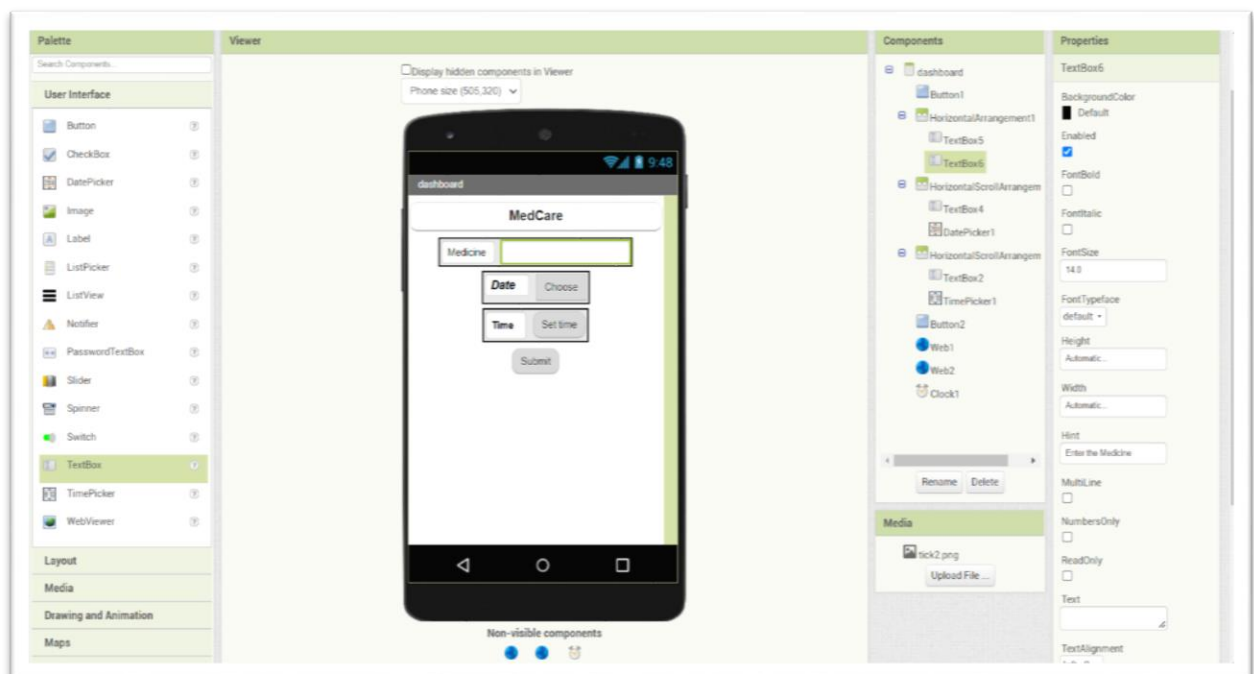 Palette
Search Components...
User Interface
Button
CheckBox
DatePicker
Image
Label
ListPicker
ListView
Notifier
PasswordTextBox
Slider
Spinner
Switch
TextBox
TimePicker
WebViewer
Layout
Media
Drawing and Animation
Maps
Viewer
Display hidden components in Viewer
Phone size (505,320)
9:48
dashboard
MedCare
Medicine
Date Choose
Time Set time
Submit
Non-visible components
Components
dashboard
Button1
HorizontalArrangement1
TextBox5
TextBox6
HorizontalScrollArrangem
TextBox4
DatePicker1
HorizontalScrollArrangem
TextBox2
TimePicker1
Button2
Web1
Web2
Clock1
Rename Delete
Media
tick2.png
Upload File ...
Properties
TextBox6
BackgroundColor
Default
Enabled
FontBold
FontItalic
FontSize
14.0
FontTypeface
default
Height
Automatic...
Width
Automatic...
Hint
Enter the Medicine
MultiLine
NumbersOnly
ReadOnly
Text
TextAlignment